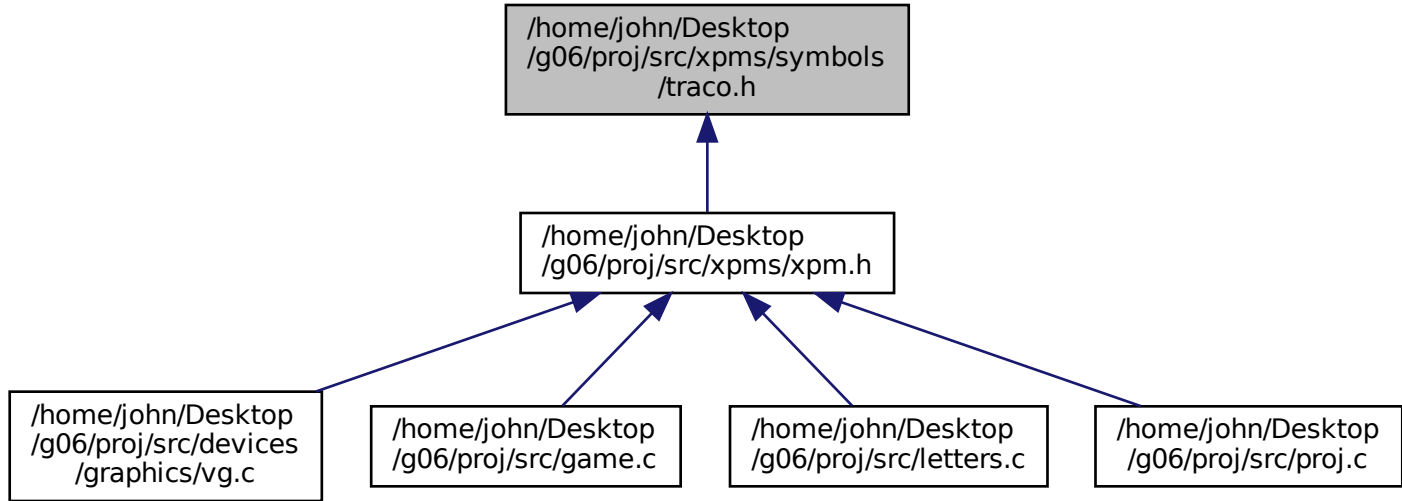 /home/john/Desktop
/g06/proj/src/xpms/symbols
/traco.h
/home/john/Desktop
/g06/proj/src/xpms/xpm.h
/home/john/Desktop
/g06/proj/src/devices
/graphics/vg.c
/home/john/Desktop
/g06/proj/src/game.c
/home/john/Desktop
/g06/proj/src/letters.c
/home/john/Desktop
/g06/proj/src/proj.c